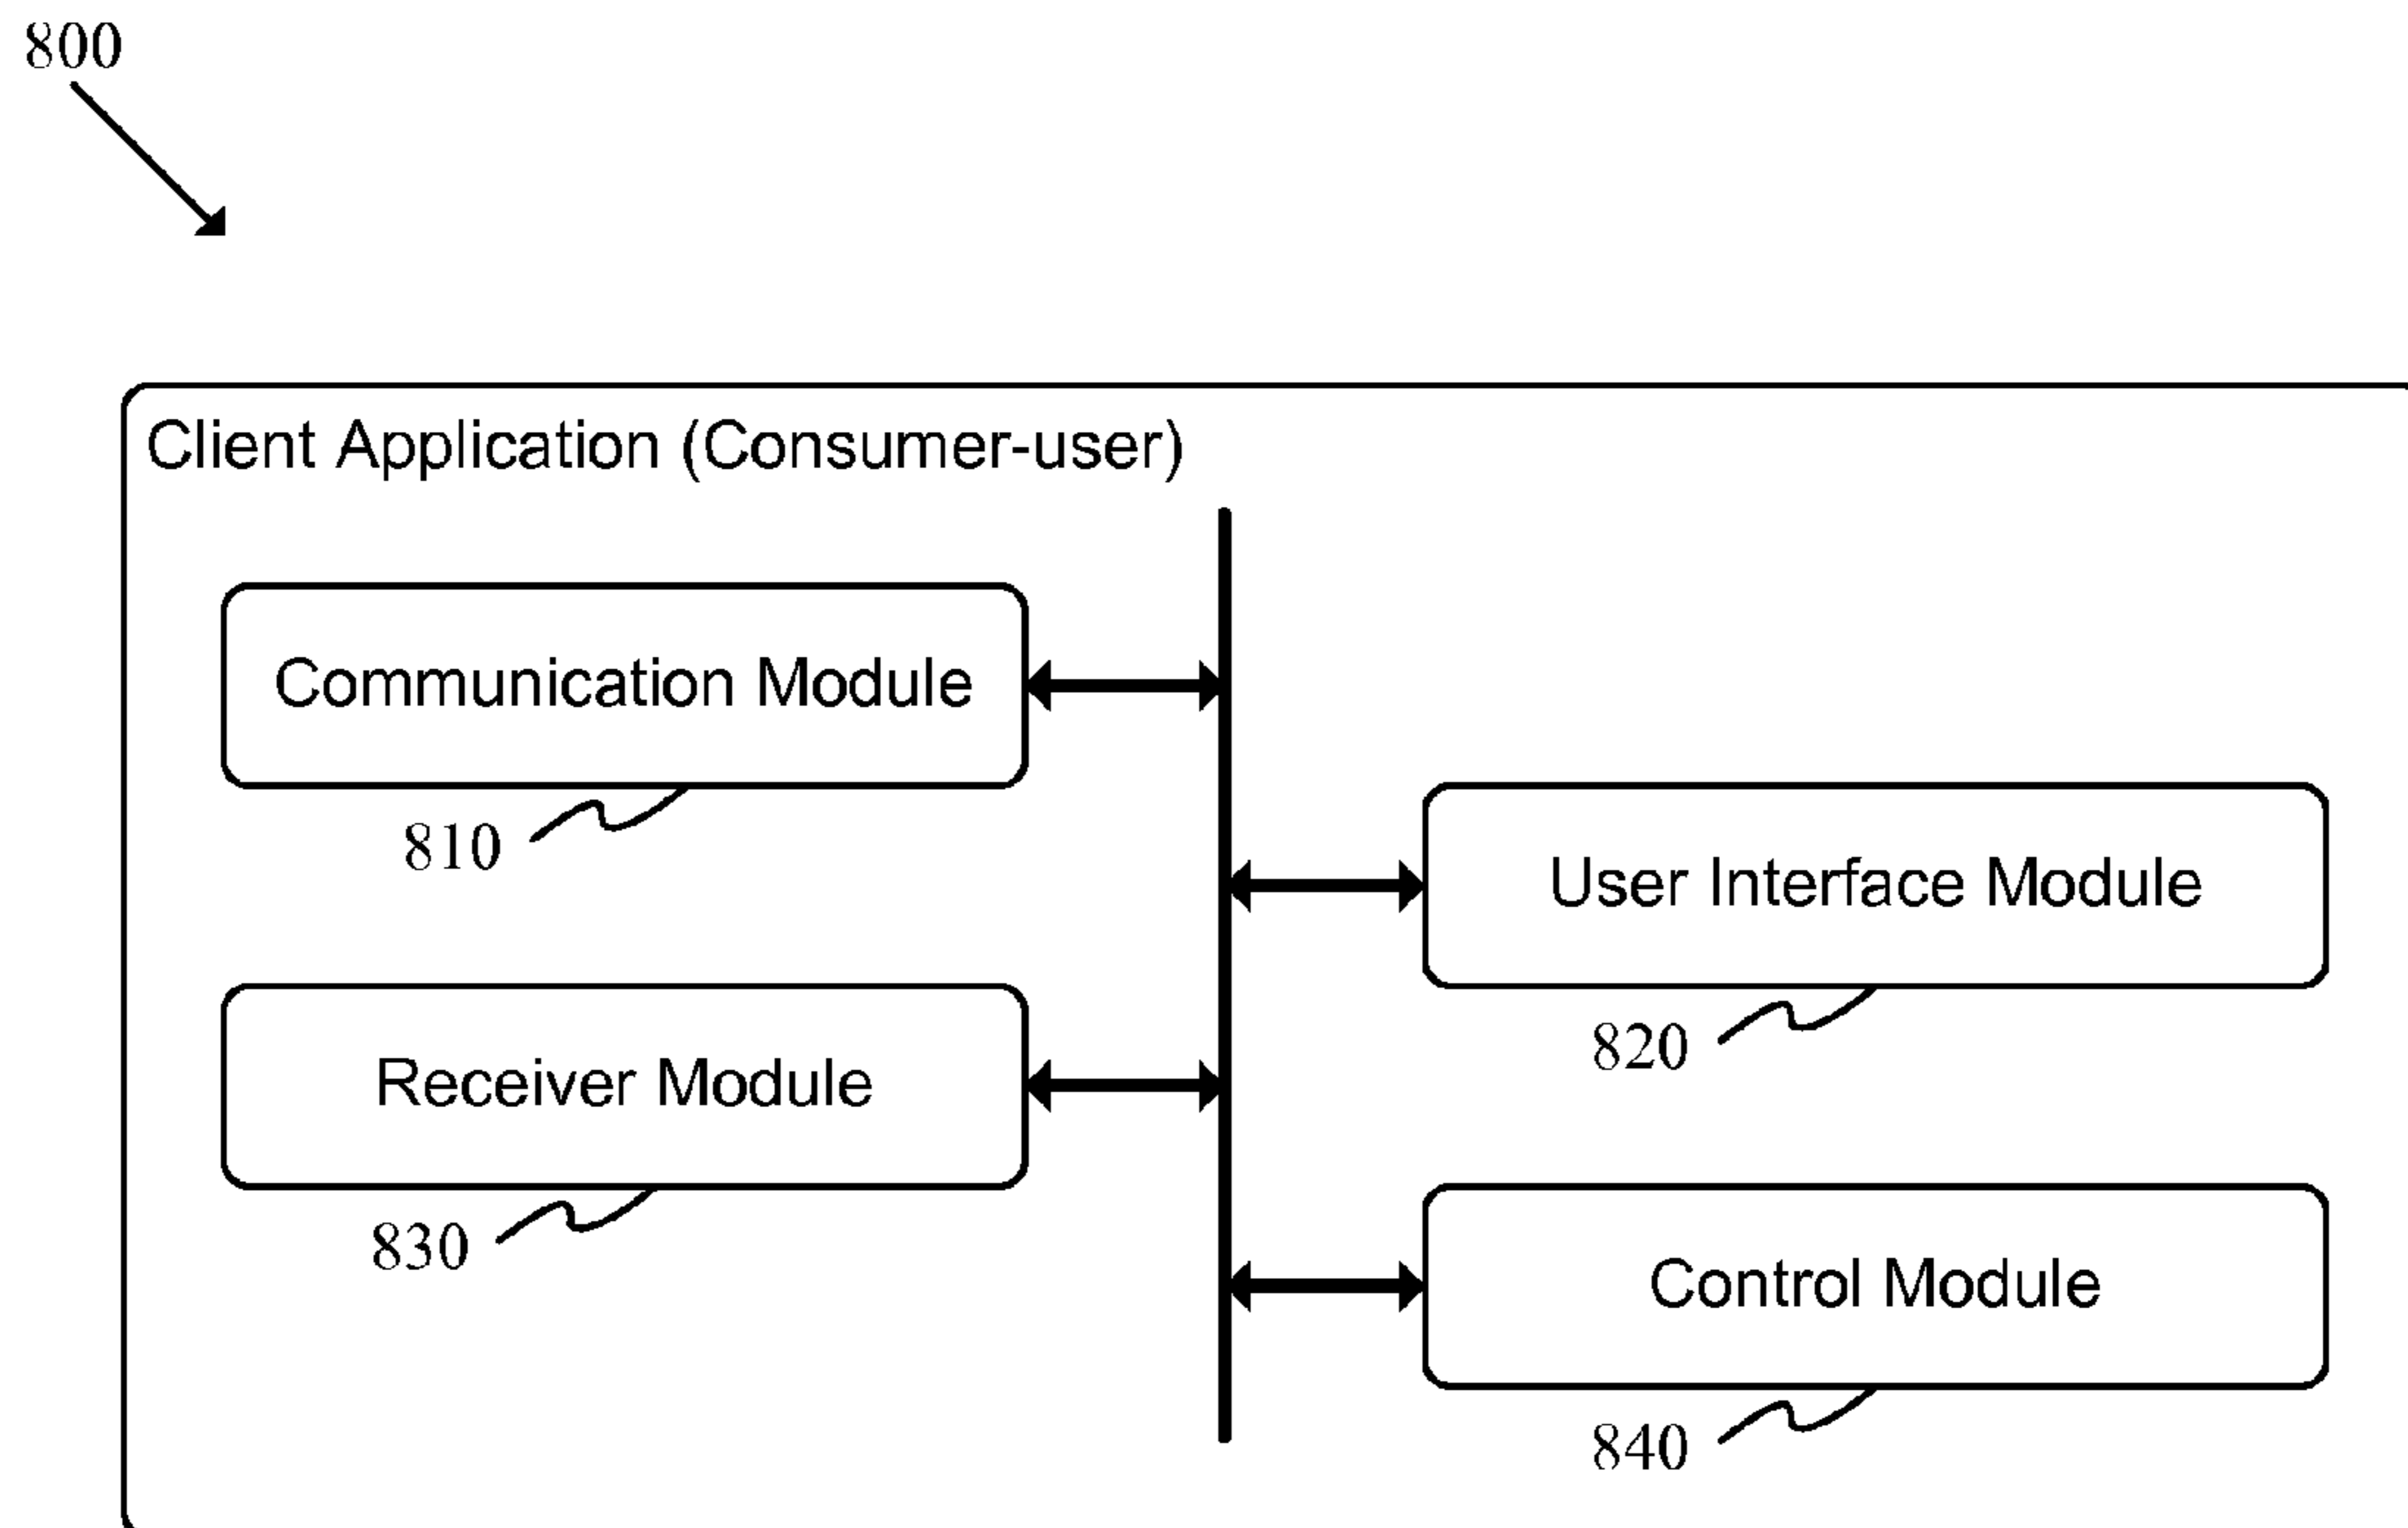 800
Client Application (Consumer-user)
Communication Module
810
User Interface Module
820
Receiver Module
830
Control Module
840